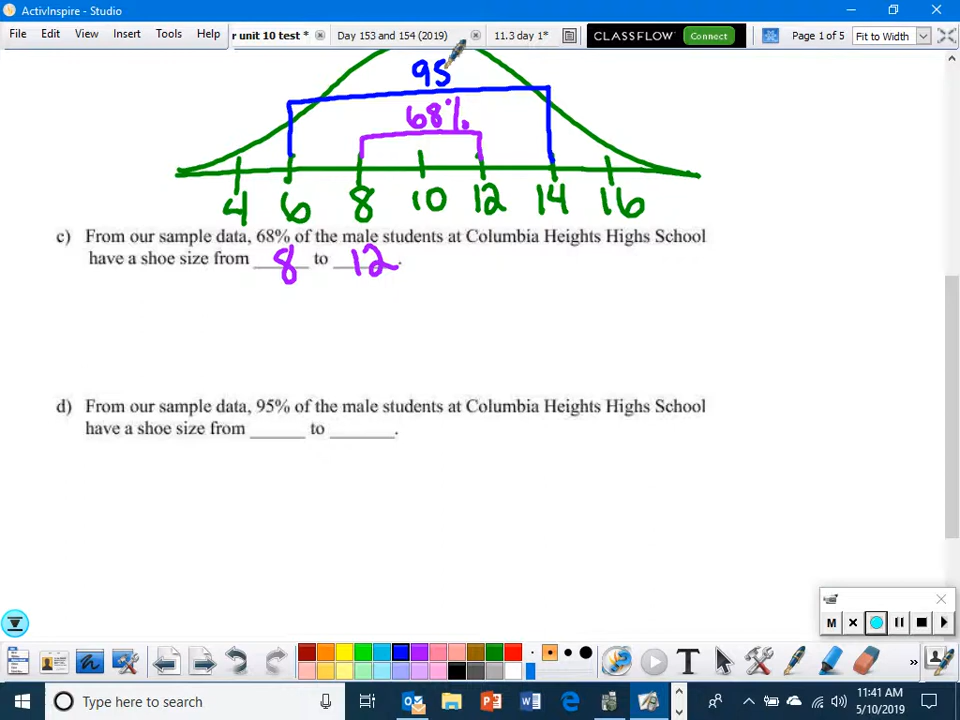 ActivInspire - Studio
File Edit View Insert Tools Help
r unit 10 test *
Day 153 and 154 (2019)
11.3 day 1*
CLASSFLOW Connect
Page 1 of 5
Fit to Width
95
68%
4 6 8 10 12 14 16
c) From our sample data, 68% of the male students at Columbia Heights Highs School
have a shoe size from 8 to 12.
d) From our sample data, 95% of the male students at Columbia Heights Highs School
have a shoe size from ______ to _______.
M
T
Type here to search
11:41 AM
5/10/2019